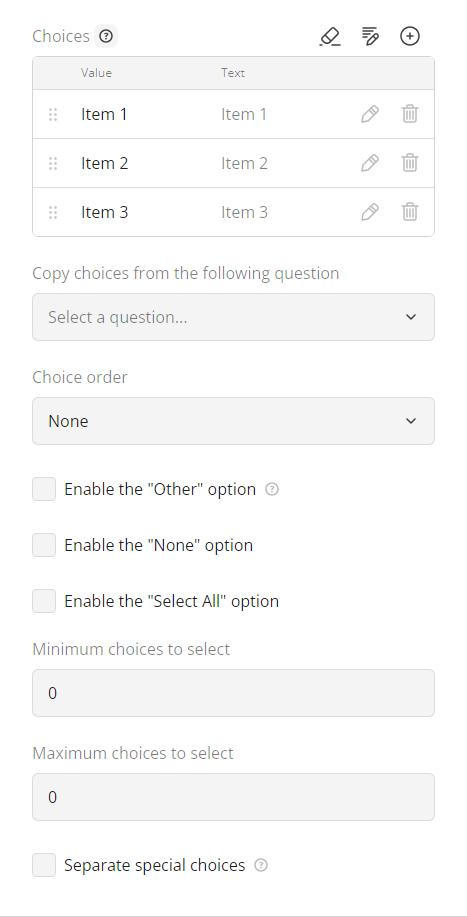 Choices
Value Text
Item 1 Item 1
Item 2 Item 2
Item 3 Item 3
Copy choices from the following question
Select a question...
Choice order
None
Enable the "Other" option
Enable the "None" option
Enable the "Select All" option
Minimum choices to select
0
Maximum choices to select
0
Separate special choices